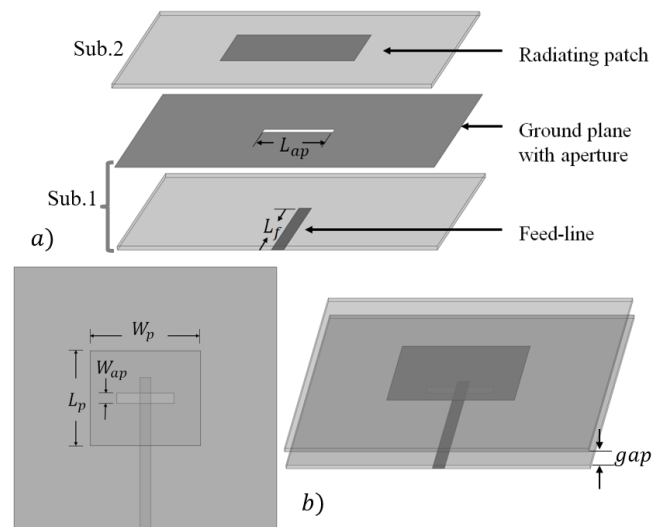 Sub.2
Radiating patch
Ground plane
with aperture
L_ap
Sub.1
L_f
Feed-line
a)
W_p
W_ap
L_p
gap
b)